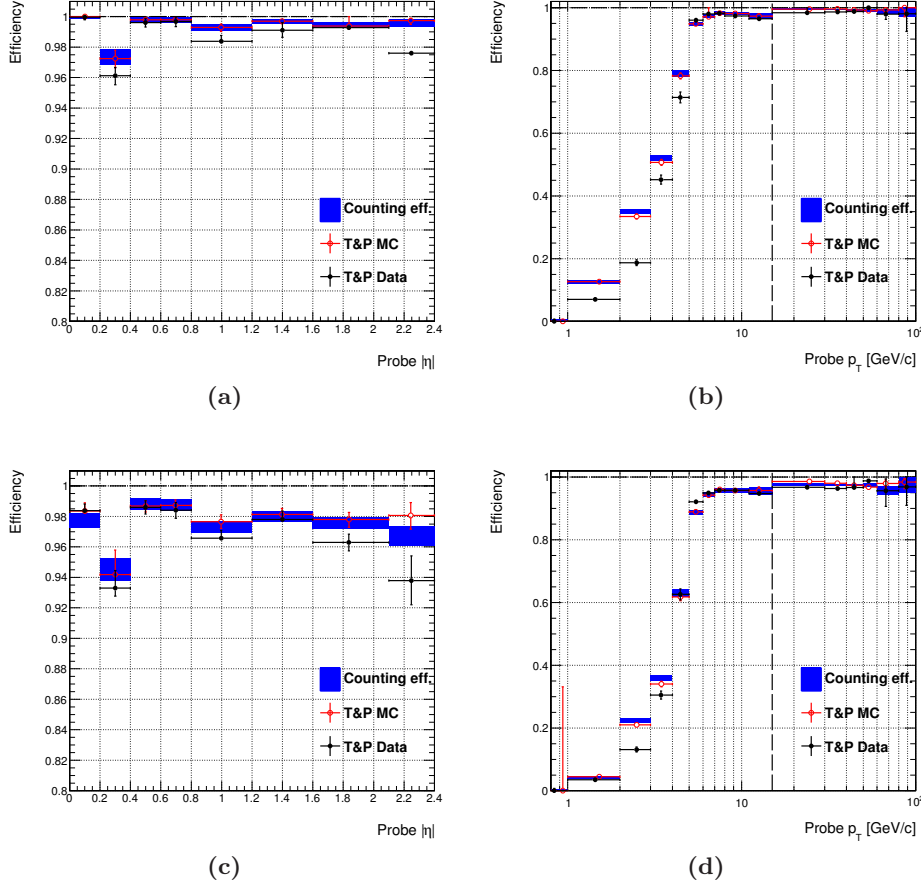 Efficiency
1
0.98
0.96
0.94
0.92
0.9
0.88
0.86
0.84
0.82
0.8
0 0.2 0.4 0.6 0.8 1 1.2 1.4 1.6 1.8 2 2.2 2.4
Probe |η|
Counting eff.
T&P MC
T&P Data
(a)
Efficiency
1
0.8
0.6
0.4
0.2
0
1 10 10²
Probe p_T [GeV/c]
Counting eff.
T&P MC
T&P Data
(b)
Efficiency
1
0.98
0.96
0.94
0.92
0.9
0.88
0.86
0.84
0.82
0.8
0 0.2 0.4 0.6 0.8 1 1.2 1.4 1.6 1.8 2 2.2 2.4
Probe |η|
Counting eff.
T&P MC
T&P Data
(c)
Efficiency
1
0.8
0.6
0.4
0.2
0
1 10 10²
Probe p_T [GeV/c]
Counting eff.
T&P MC
T&P Data
(d)